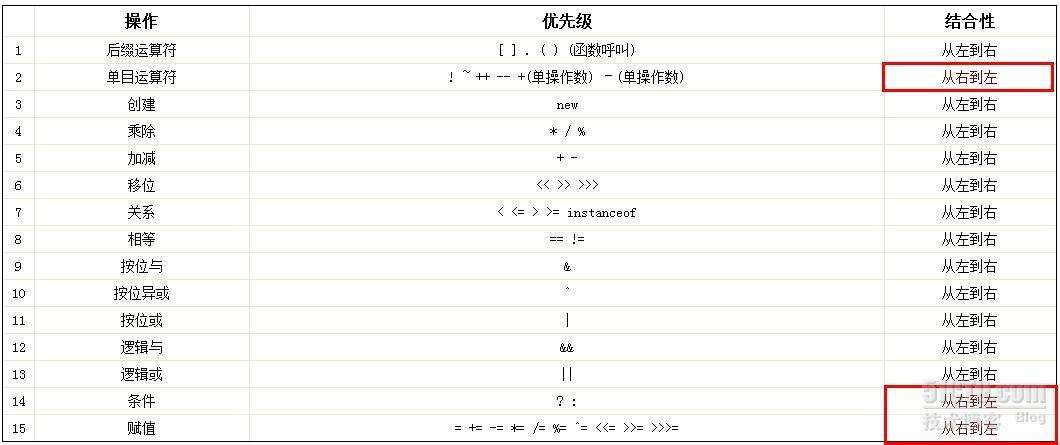 操作 优先级 结合性
1 后缀运算符 [ ] . ( ) (函数呼叫) 从左到右
2 单目运算符 ! ~ ++ -- +(单操作数) -(单操作数) 从右到左
3 创建 new 从左到右
4 乘除 * / % 从左到右
5 加减 + - 从左到右
6 移位 << >> >>> 从左到右
7 关系 < <= > >= instanceof 从左到右
8 相等 == != 从左到右
9 按位与 & 从左到右
10 按位异或 ^ 从左到右
11 按位或 | 从左到右
12 逻辑与 && 从左到右
13 逻辑或 || 从左到右
14 条件 ? : 从右到左
15 赋值 = += -= *= /= %= ^= <<= >>= >>>= 从右到左
51CTO.com
技术博客 Blog